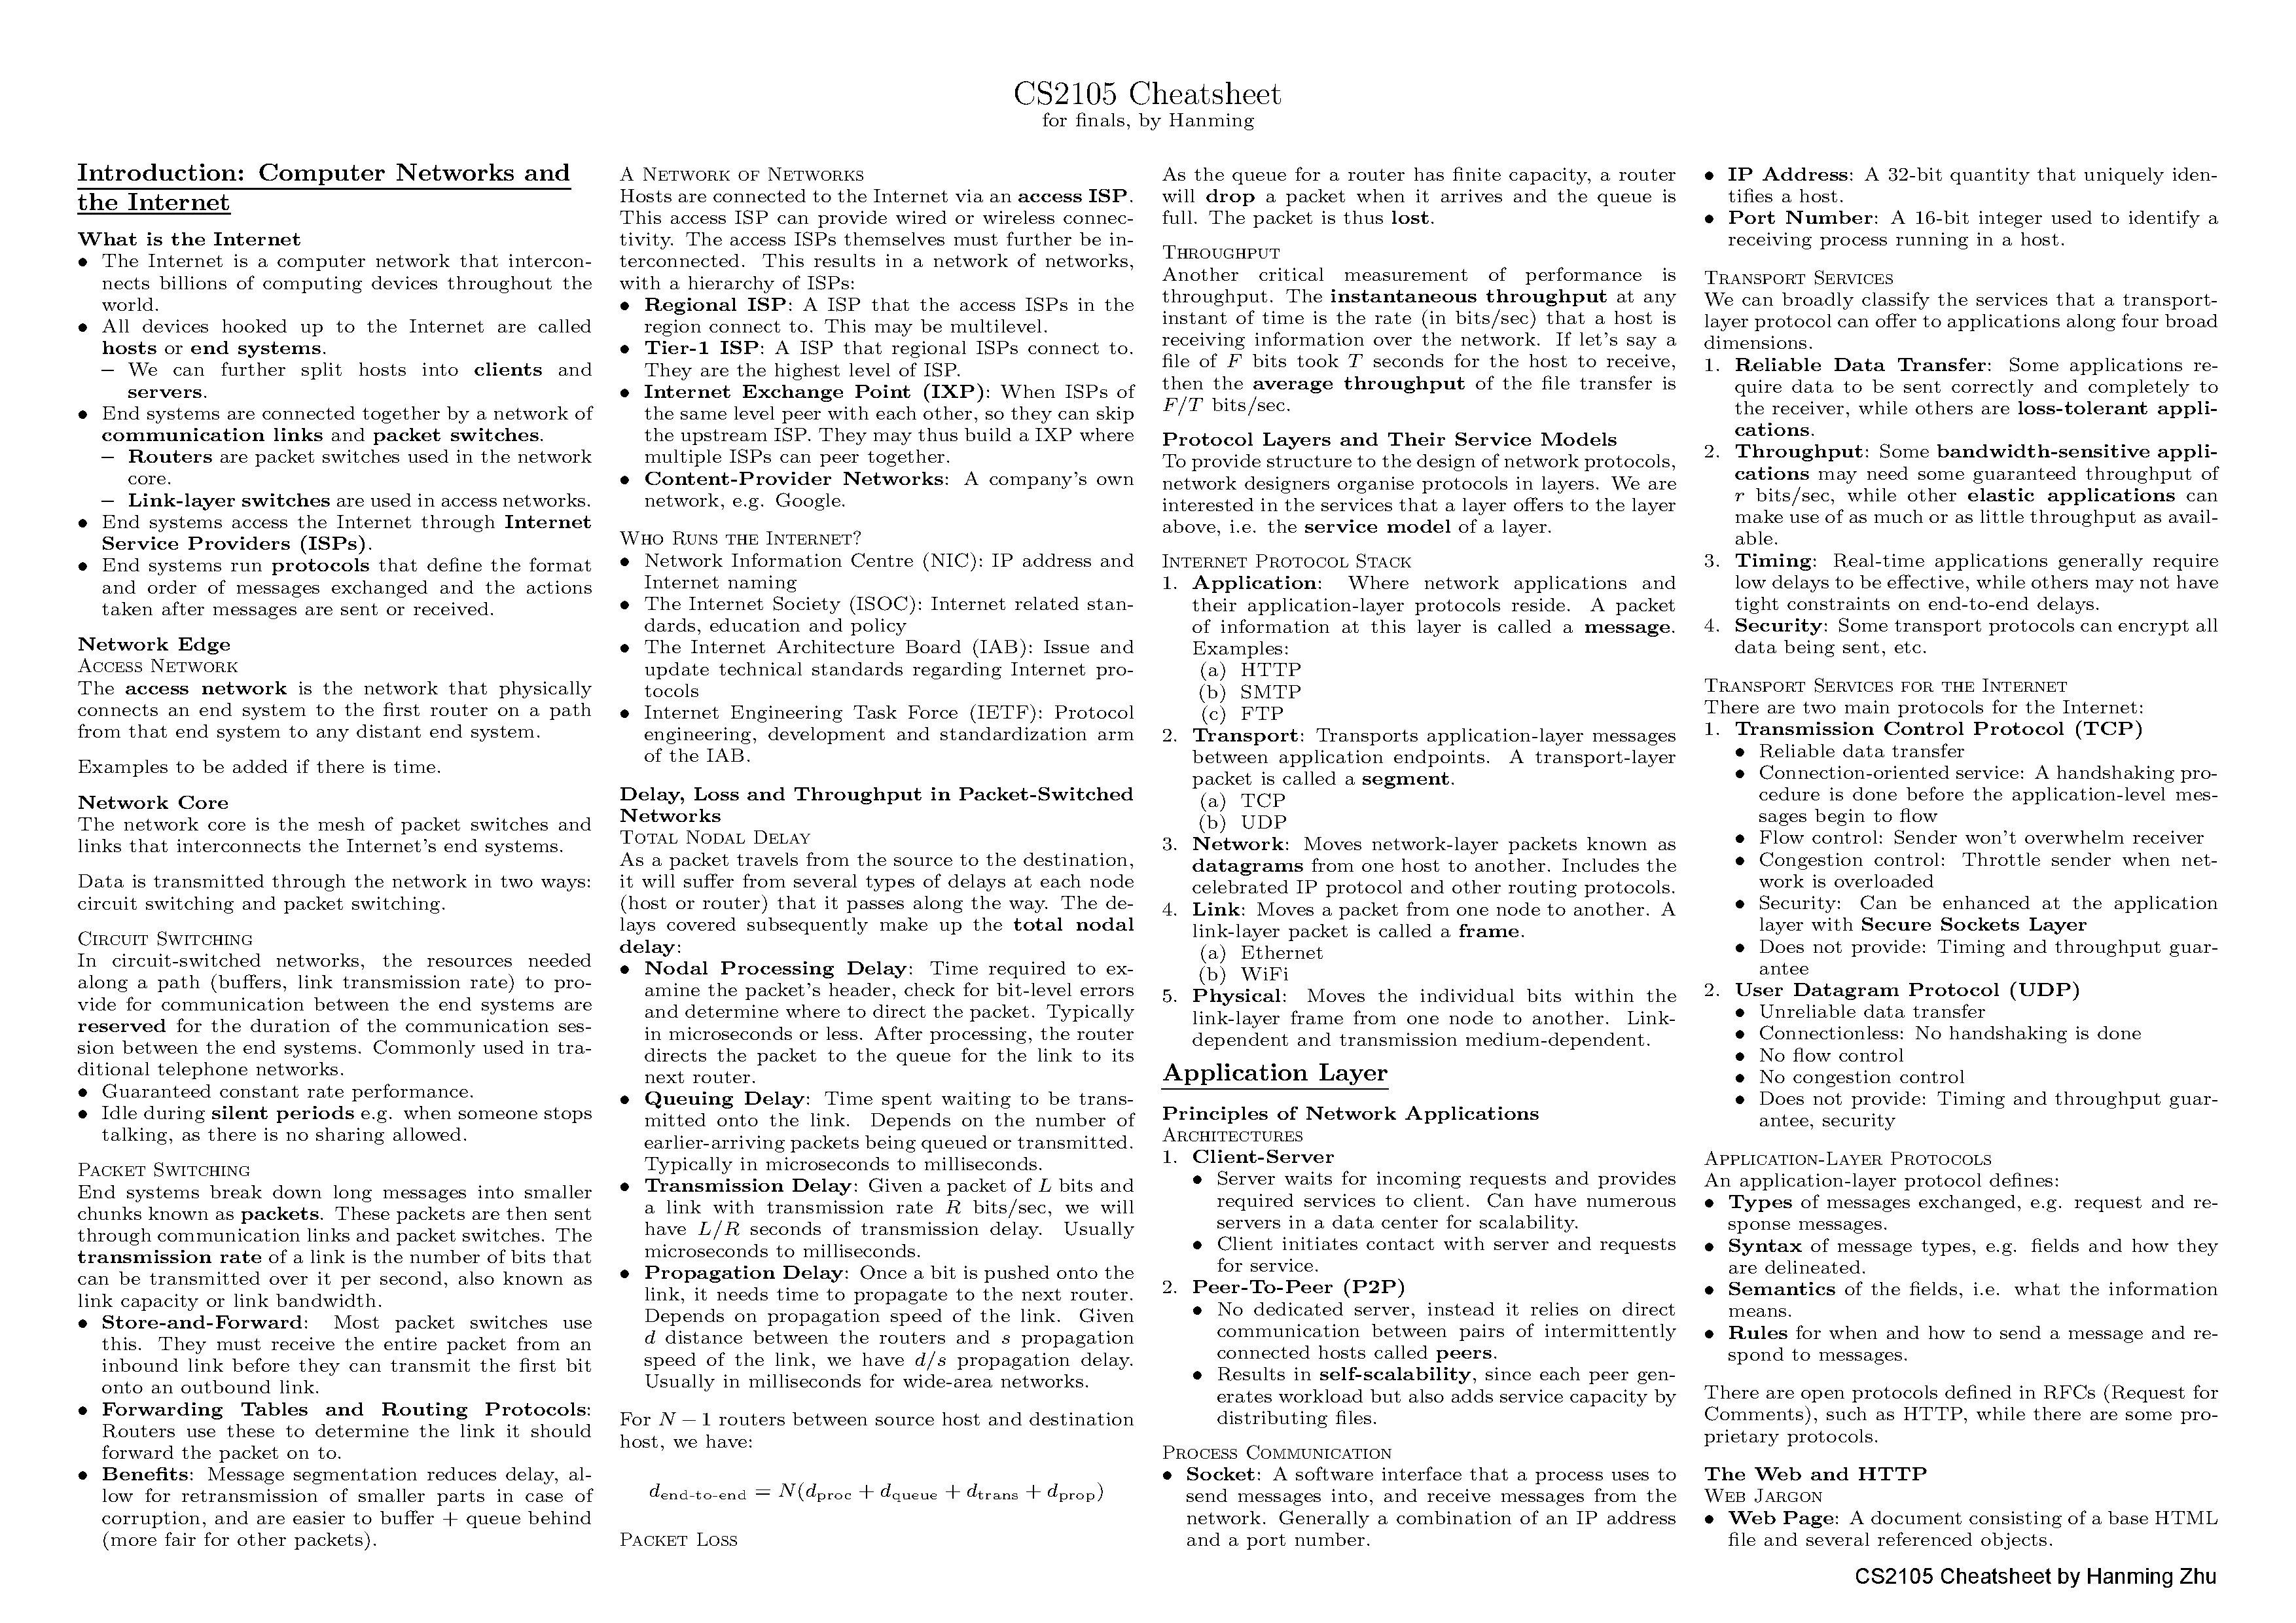 CS2105 Cheatsheet
for finals, by Hanming
Introduction: Computer Networks and
the Internet
What is the Internet
• The Internet is a computer network that intercon-
nects billions of computing devices throughout the
world.
• All devices hooked up to the Internet are called
hosts or end systems.
– We can further split hosts into clients and
servers.
• End systems are connected together by a network of
communication links and packet switches.
– Routers are packet switches used in the network
core.
– Link-layer switches are used in access networks.
• End systems access the Internet through Internet
Service Providers (ISPs).
• End systems run protocols that define the format
and order of messages exchanged and the actions
taken after messages are sent or received.
Network Edge
Access Network
The access network is the network that physically
connects an end system to the first router on a path
from that end system to any distant end system.
Examples to be added if there is time.
Network Core
The network core is the mesh of packet switches and
links that interconnects the Internet's end systems.
Data is transmitted through the network in two ways:
circuit switching and packet switching.
Circuit Switching
In circuit-switched networks, the resources needed
along a path (buffers, link transmission rate) to pro-
vide for communication between the end systems are
reserved for the duration of the communication ses-
sion between the end systems. Commonly used in tra-
ditional telephone networks.
• Guaranteed constant rate performance.
• Idle during silent periods e.g. when someone stops
talking, as there is no sharing allowed.
Packet Switching
End systems break down long messages into smaller
chunks known as packets. These packets are then sent
through communication links and packet switches. The
transmission rate of a link is the number of bits that
can be transmitted over it per second, also known as
link capacity or link bandwidth.
• Store-and-Forward: Most packet switches use
this. They must receive the entire packet from an
inbound link before they can transmit the first bit
onto an outbound link.
• Forwarding Tables and Routing Protocols:
Routers use these to determine the link it should
forward the packet on to.
• Benefits: Message segmentation reduces delay, al-
low for retransmission of smaller parts in case of
corruption, and are easier to buffer + queue behind
(more fair for other packets).
A Network of Networks
Hosts are connected to the Internet via an access ISP.
This access ISP can provide wired or wireless connec-
tivity. The access ISPs themselves must further be in-
terconnected. This results in a network of networks,
with a hierarchy of ISPs:
• Regional ISP: A ISP that the access ISPs in the
region connect to. This may be multilevel.
• Tier-1 ISP: A ISP that regional ISPs connect to.
They are the highest level of ISP.
• Internet Exchange Point (IXP): When ISPs of
the same level peer with each other, so they can skip
the upstream ISP. They may thus build a IXP where
multiple ISPs can peer together.
• Content-Provider Networks: A company's own
network, e.g. Google.
Who Runs the Internet?
• Network Information Centre (NIC): IP address and
Internet naming
• The Internet Society (ISOC): Internet related stan-
dards, education and policy
• The Internet Architecture Board (IAB): Issue and
update technical standards regarding Internet pro-
tocols
• Internet Engineering Task Force (IETF): Protocol
engineering, development and standardization arm
of the IAB.
Delay, Loss and Throughput in Packet-Switched
Networks
Total Nodal Delay
As a packet travels from the source to the destination,
it will suffer from several types of delays at each node
(host or router) that it passes along the way. The de-
lays covered subsequently make up the total nodal
delay:
• Nodal Processing Delay: Time required to ex-
amine the packet's header, check for bit-level errors
and determine where to direct the packet. Typically
in microseconds or less. After processing, the router
directs the packet to the queue for the link to its
next router.
• Queuing Delay: Time spent waiting to be trans-
mitted onto the link. Depends on the number of
earlier-arriving packets being queued or transmitted.
Typically in microseconds to milliseconds.
• Transmission Delay: Given a packet of L bits and
a link with transmission rate R bits/sec, we will
have L/R seconds of transmission delay. Usually
microseconds to milliseconds.
• Propagation Delay: Once a bit is pushed onto the
link, it needs time to propagate to the next router.
Depends on propagation speed of the link. Given
d distance between the routers and s propagation
speed of the link, we have d/s propagation delay.
Usually in milliseconds for wide-area networks.
For N − 1 routers between source host and destination
host, we have:
d_end-to-end = N(d_proc + d_queue + d_trans + d_prop)
Packet Loss
As the queue for a router has finite capacity, a router
will drop a packet when it arrives and the queue is
full. The packet is thus lost.
Throughput
Another critical measurement of performance is
throughput. The instantaneous throughput at any
instant of time is the rate (in bits/sec) that a host is
receiving information over the network. If let's say a
file of F bits took T seconds for the host to receive,
then the average throughput of the file transfer is
F/T bits/sec.
Protocol Layers and Their Service Models
To provide structure to the design of network protocols,
network designers organise protocols in layers. We are
interested in the services that a layer offers to the layer
above, i.e. the service model of a layer.
Internet Protocol Stack
1. Application: Where network applications and
their application-layer protocols reside. A packet
of information at this layer is called a message.
Examples:
(a) HTTP
(b) SMTP
(c) FTP
2. Transport: Transports application-layer messages
between application endpoints. A transport-layer
packet is called a segment.
(a) TCP
(b) UDP
3. Network: Moves network-layer packets known as
datagrams from one host to another. Includes the
celebrated IP protocol and other routing protocols.
4. Link: Moves a packet from one node to another. A
link-layer packet is called a frame.
(a) Ethernet
(b) WiFi
5. Physical: Moves the individual bits within the
link-layer frame from one node to another. Link-
dependent and transmission medium-dependent.
Application Layer
Principles of Network Applications
Architectures
1. Client-Server
• Server waits for incoming requests and provides
required services to client. Can have numerous
servers in a data center for scalability.
• Client initiates contact with server and requests
for service.
2. Peer-To-Peer (P2P)
• No dedicated server, instead it relies on direct
communication between pairs of intermittently
connected hosts called peers.
• Results in self-scalability, since each peer gen-
erates workload but also adds service capacity by
distributing files.
Process Communication
• Socket: A software interface that a process uses to
send messages into, and receive messages from the
network. Generally a combination of an IP address
and a port number.
• IP Address: A 32-bit quantity that uniquely iden-
tifies a host.
• Port Number: A 16-bit integer used to identify a
receiving process running in a host.
Transport Services
We can broadly classify the services that a transport-
layer protocol can offer to applications along four broad
dimensions.
1. Reliable Data Transfer: Some applications re-
quire data to be sent correctly and completely to
the receiver, while others are loss-tolerant appli-
cations.
2. Throughput: Some bandwidth-sensitive appli-
cations may need some guaranteed throughput of
r bits/sec, while other elastic applications can
make use of as much or as little throughput as avail-
able.
3. Timing: Real-time applications generally require
low delays to be effective, while others may not have
tight constraints on end-to-end delays.
4. Security: Some transport protocols can encrypt all
data being sent, etc.
Transport Services for the Internet
There are two main protocols for the Internet:
1. Transmission Control Protocol (TCP)
• Reliable data transfer
• Connection-oriented service: A handshaking pro-
cedure is done before the application-level mes-
sages begin to flow
• Flow control: Sender won't overwhelm receiver
• Congestion control: Throttle sender when net-
work is overloaded
• Security: Can be enhanced at the application
layer with Secure Sockets Layer
• Does not provide: Timing and throughput guar-
antee
2. User Datagram Protocol (UDP)
• Unreliable data transfer
• Connectionless: No handshaking is done
• No flow control
• No congestion control
• Does not provide: Timing and throughput guar-
antee, security
Application-Layer Protocols
An application-layer protocol defines:
• Types of messages exchanged, e.g. request and re-
sponse messages.
• Syntax of message types, e.g. fields and how they
are delineated.
• Semantics of the fields, i.e. what the information
means.
• Rules for when and how to send a message and re-
spond to messages.
There are open protocols defined in RFCs (Request for
Comments), such as HTTP, while there are some pro-
prietary protocols.
The Web and HTTP
Web Jargon
• Web Page: A document consisting of a base HTML
file and several referenced objects.
CS2105 Cheatsheet by Hanming Zhu